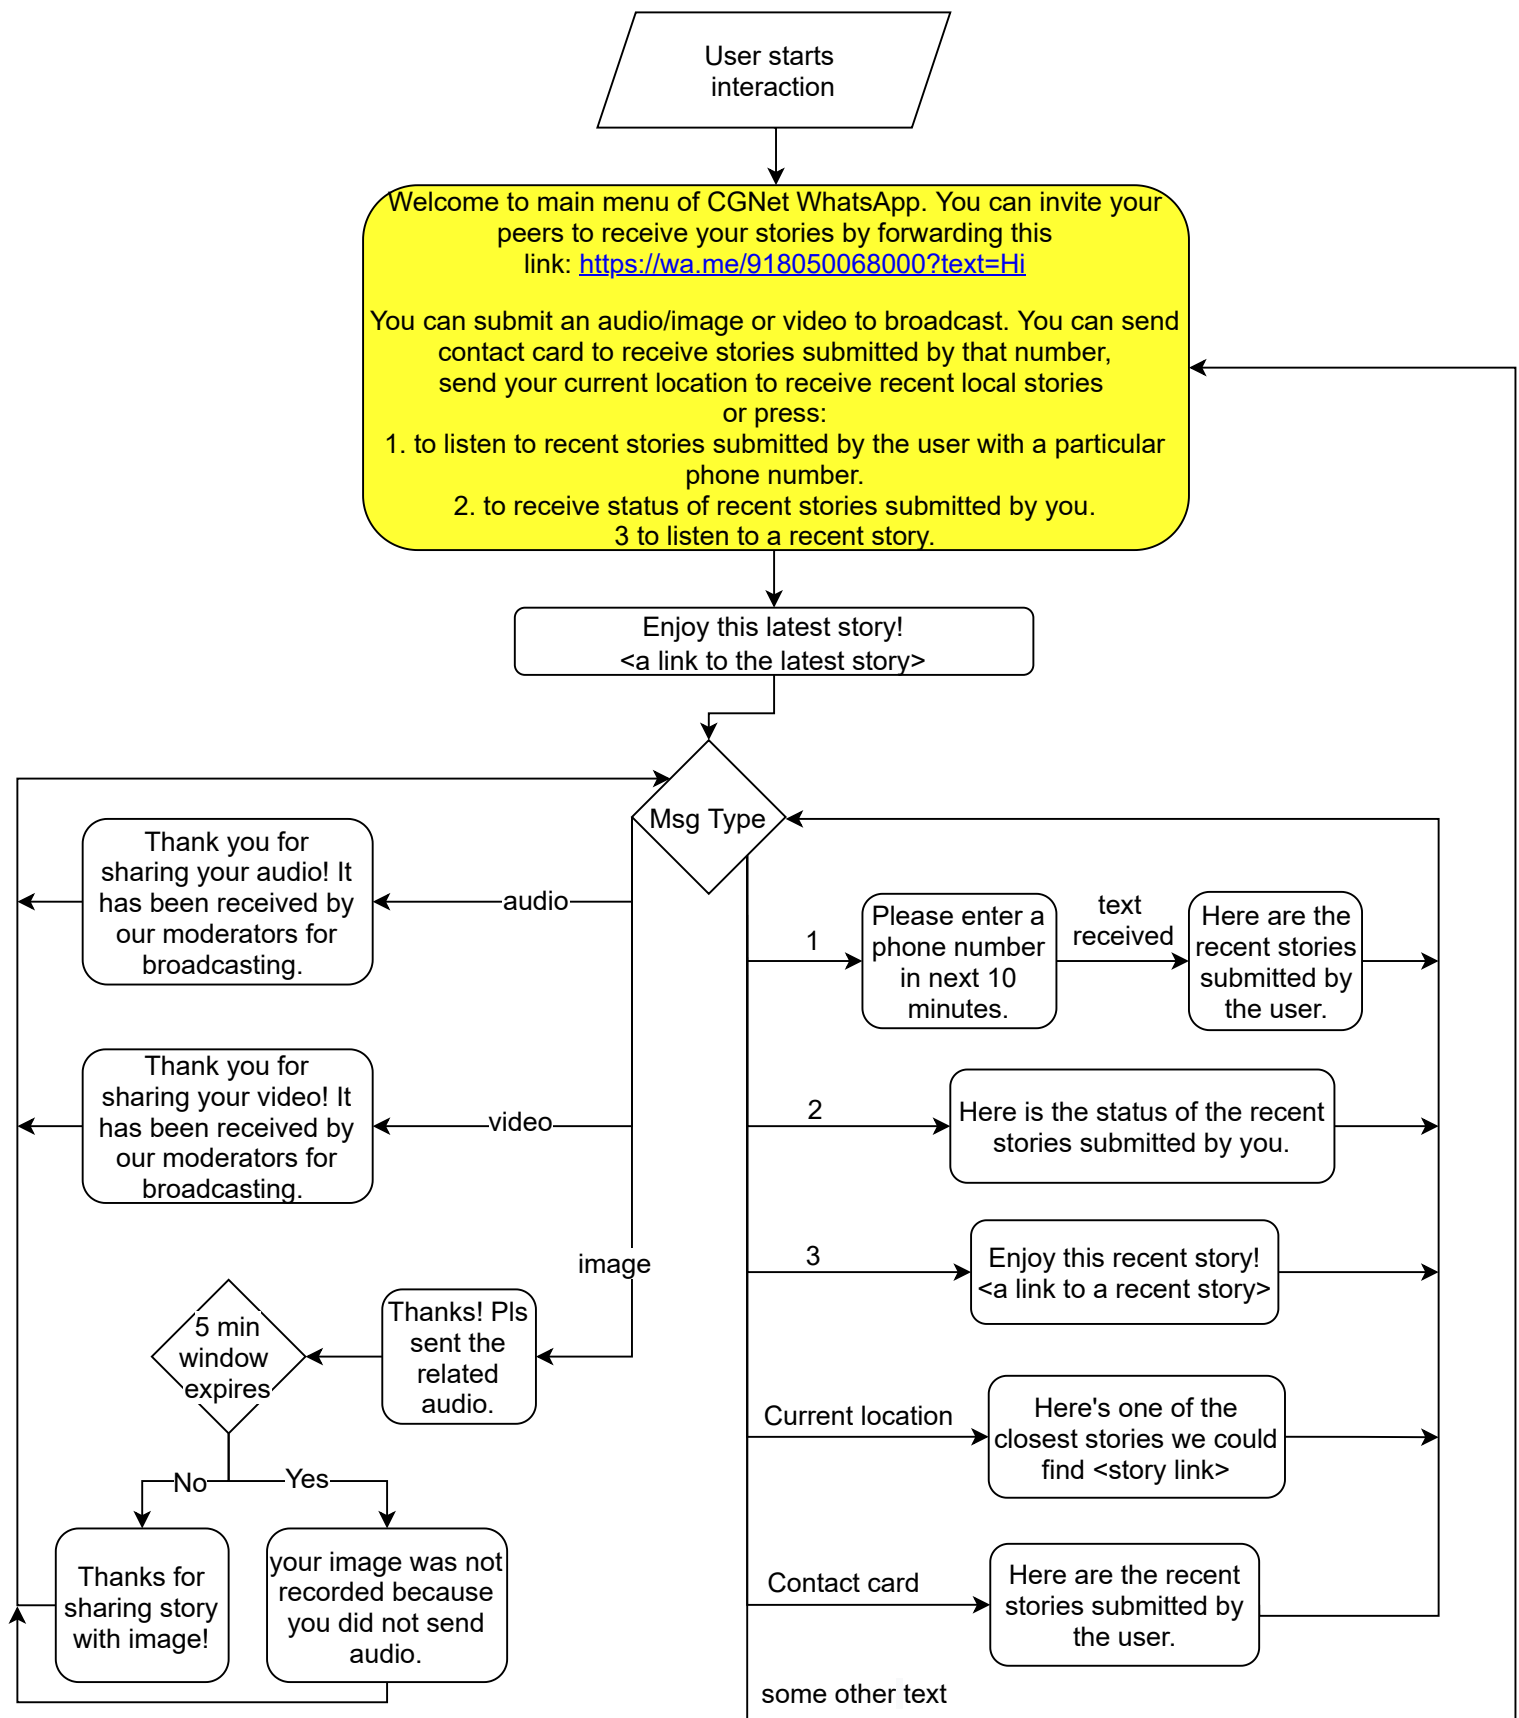 User starts
interaction
Welcome to main menu of CGNet WhatsApp. You can invite your
peers to receive your stories by forwarding this
link: https://wa.me/918050068000?text=Hi
You can submit an audio/image or video to broadcast. You can send
contact card to receive stories submitted by that number,
send your current location to receive recent local stories
or press:
1. to listen to recent stories submitted by the user with a particular
phone number.
2. to receive status of recent stories submitted by you.
3 to listen to a recent story.
Enjoy this latest story!
<a link to the latest story>
Msg Type
audio
Thank you for
sharing your audio! It
has been received by
our moderators for
broadcasting.
video
Thank you for
sharing your video! It
has been received by
our moderators for
broadcasting.
image
Thanks! Pls
sent the
related
audio.
5 min
window
expires
No
Yes
Thanks for
sharing story
with image!
your image was not
recorded because
you did not send
audio.
1
Please enter a
phone number
in next 10
minutes.
text
received
Here are the
recent stories
submitted by
the user.
2
Here is the status of the recent
stories submitted by you.
3
Enjoy this recent story!
<a link to a recent story>
Current location
Here's one of the
closest stories we could
find <story link>
Contact card
Here are the recent
stories submitted by
the user.
some other text